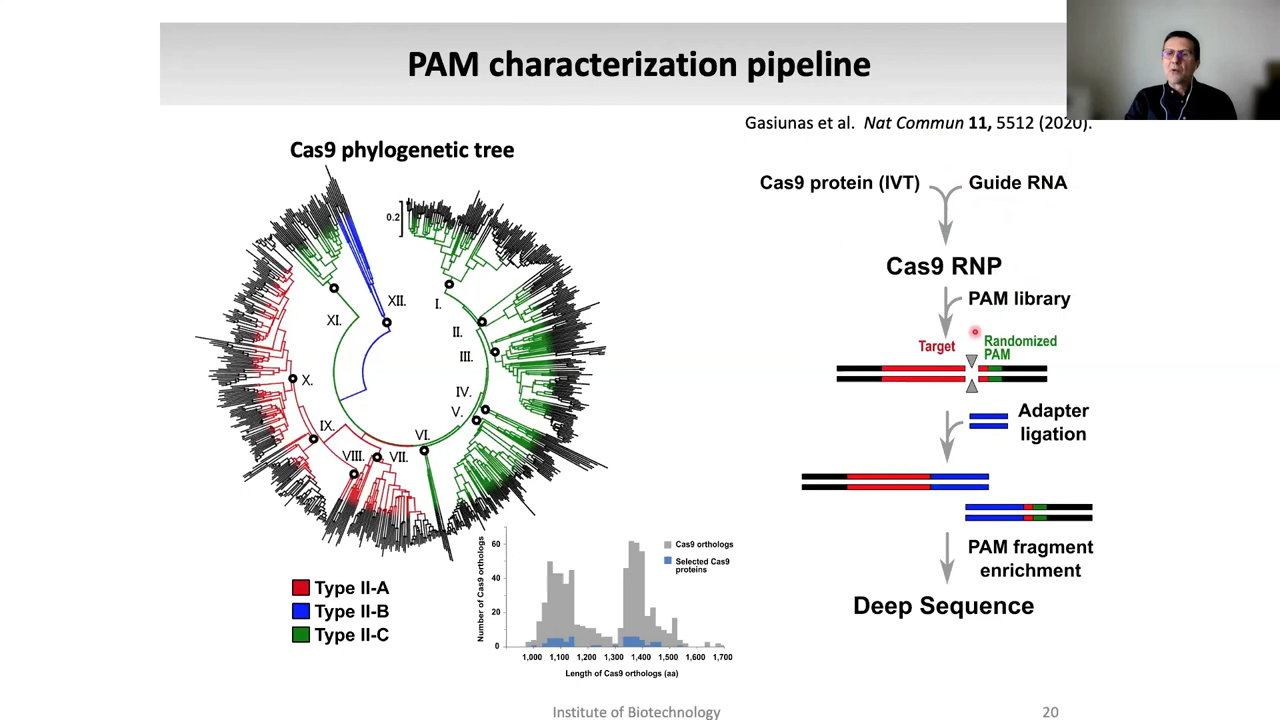 PAM characterization pipeline
Gasiunas et al. Nat Commun 11, 5512 (2020).
Cas9 phylogenetic tree
0.2
I.
II.
III.
IV.
V.
VI.
VII.
VIII.
IX.
X.
XI.
XII.
Type II-A
Type II-B
Type II-C
Number of Cas9 orthologs
60
40
20
0
1,000 1,100 1,200 1,300 1,400 1,500 1,600 1,700
Length of Cas9 orthologs (aa)
Cas9 orthologs
Selected Cas9
proteins
Cas9 protein (IVT) Guide RNA
Cas9 RNP
PAM library
Target
Randomized
PAM
Adapter
ligation
PAM fragment
enrichment
Deep Sequence
Institute of Biotechnology
20